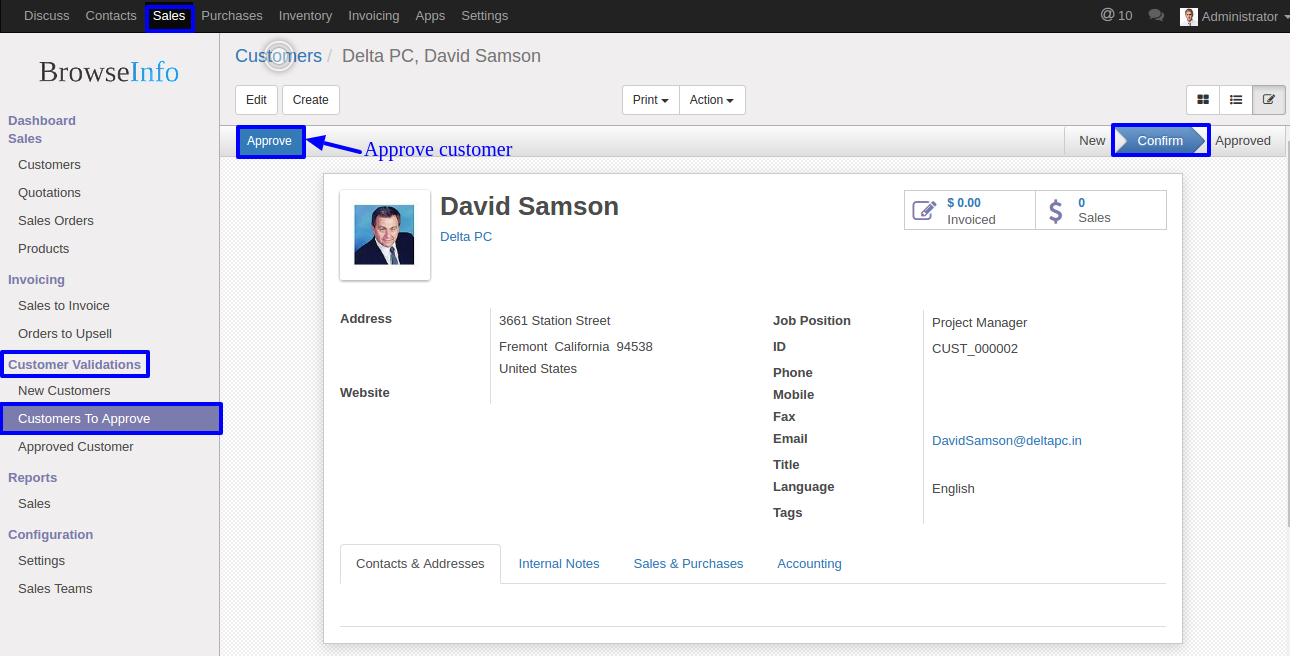 Discuss Contacts Sales Purchases Inventory Invoicing Apps Settings @ 10 Administrator
BrowseInfo
Dashboard
Sales
Customers
Quotations
Sales Orders
Products
Invoicing
Sales to Invoice
Orders to Upsell
Customer Validations
New Customers
Customers To Approve
Approved Customer
Reports
Sales
Configuration
Settings
Sales Teams
Customers / Delta PC, David Samson
Edit Create Print Action
Approve Approve customer New Confirm Approved
David Samson
Delta PC
$ 0.00
Invoiced
0
Sales
Address 3661 Station Street
Fremont California 94538
United States
Website
Job Position Project Manager
ID CUST_000002
Phone
Mobile
Fax
Email DavidSamson@deltapc.in
Title
Language English
Tags
Contacts & Addresses Internal Notes Sales & Purchases Accounting